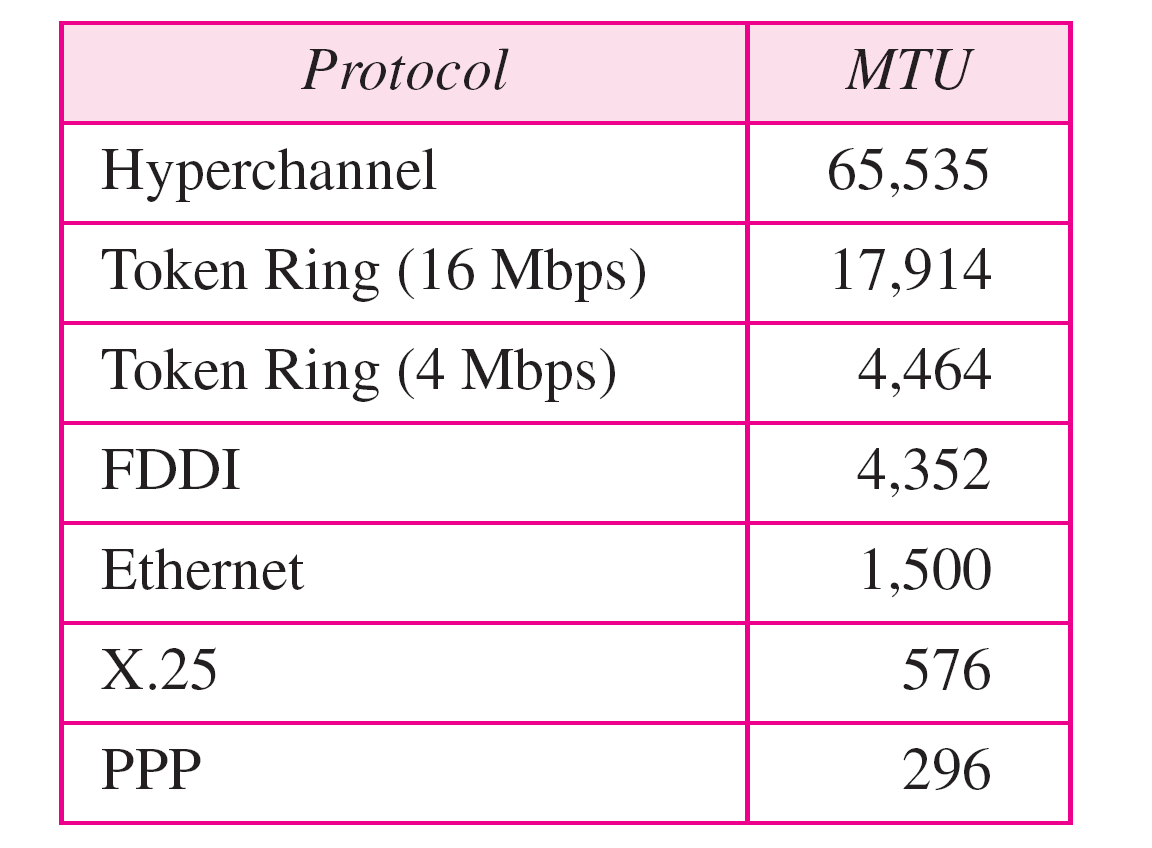 Protocol MTU
Hyperchannel 65,535
Token Ring (16 Mbps) 17,914
Token Ring (4 Mbps) 4,464
FDDI 4,352
Ethernet 1,500
X.25 576
PPP 296